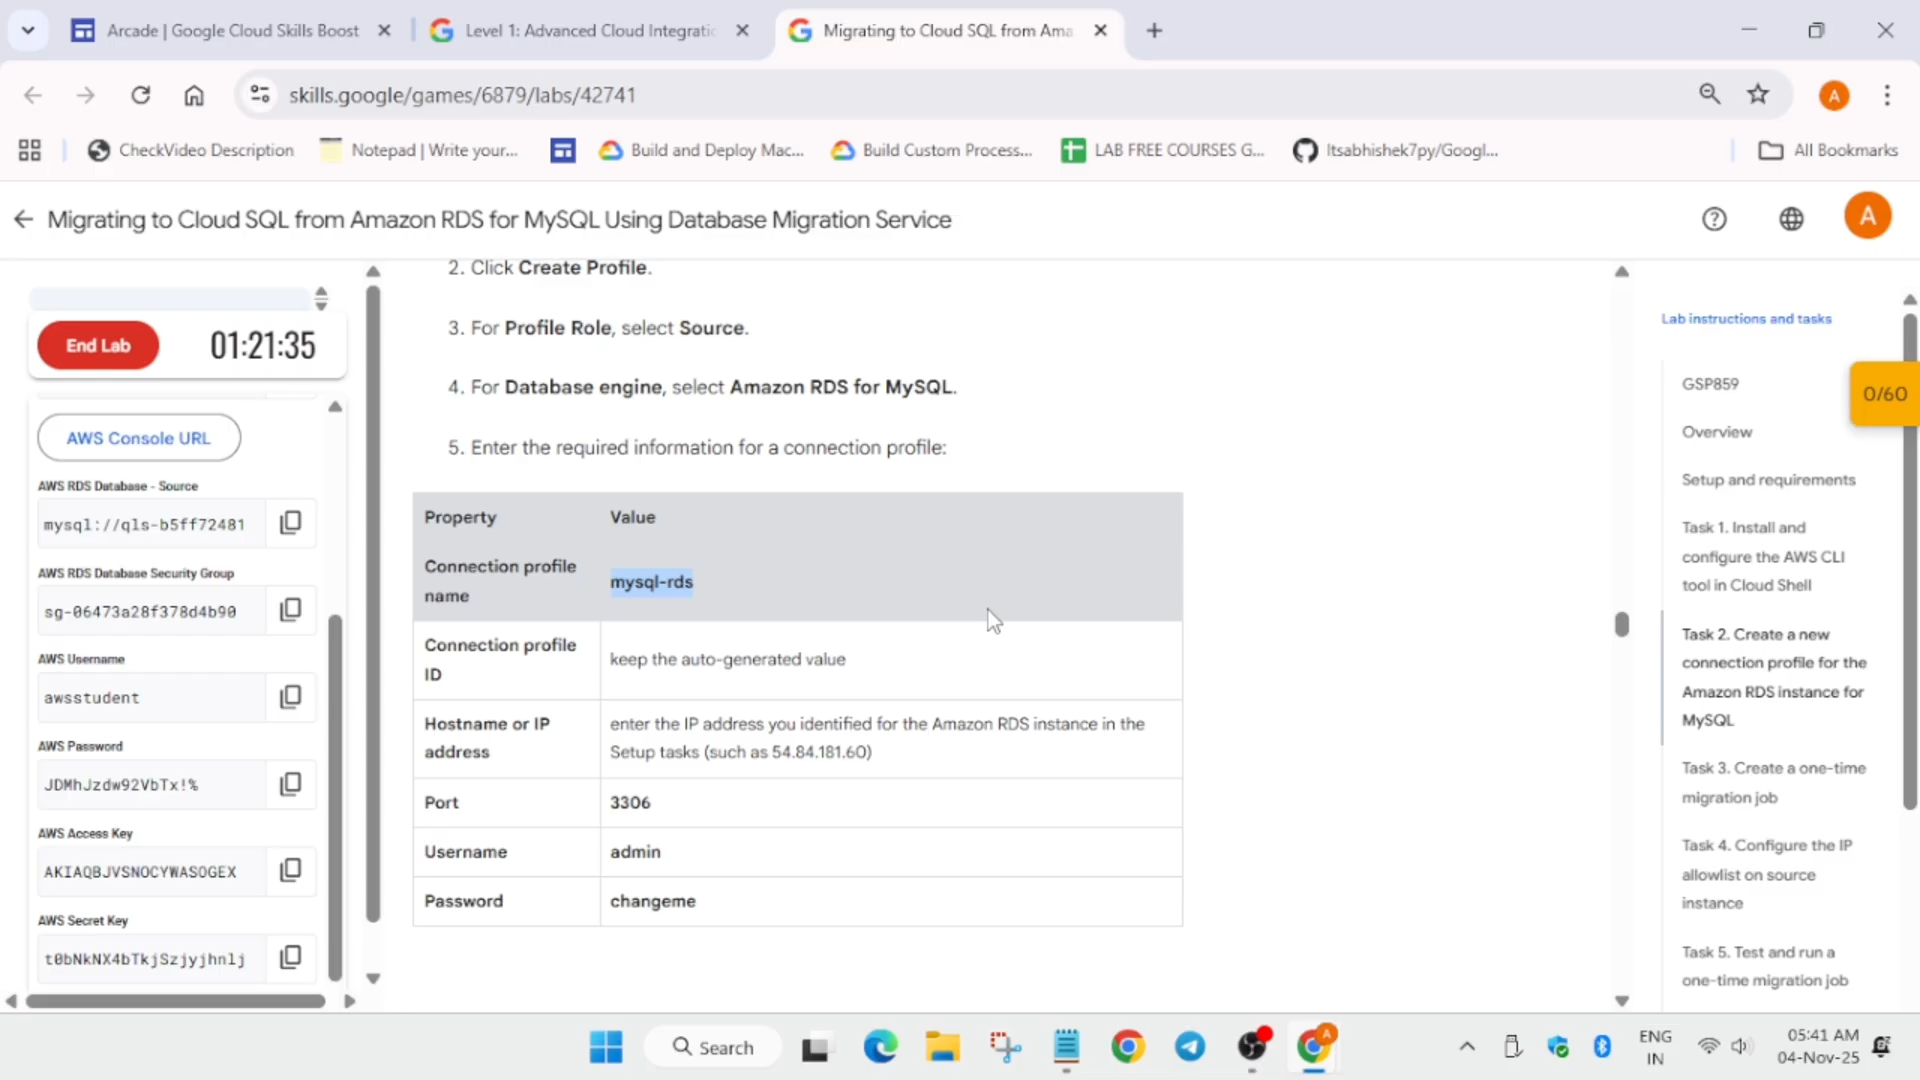 Arcade | Google Cloud Skills Boost
Level 1: Advanced Cloud Integratic
Migrating to Cloud SQL from Ama
skills.google/games/6879/labs/42741
A
CheckVideo Description
Notepad | Write your...
Build and Deploy Mac...
Build Custom Process...
LAB FREE COURSES G...
Itsabhishek7py/Googl...
All Bookmarks
Migrating to Cloud SQL from Amazon RDS for MySQL Using Database Migration Service
A
End Lab
01:21:35
AWS Console URL
AWS RDS Database - Source
mysql://qls-b5ff72481
AWS RDS Database Security Group
sg-06473a28f378d4b90
AWS Username
awsstudent
AWS Password
JDMhJzdw92VbTx!%
AWS Access Key
AKIAQBJVSNOCYWASOGEX
AWS Secret Key
t0bNkNX4bTkjSzjyjhnlj
2. Click Create Profile.
3. For Profile Role, select Source.
4. For Database engine, select Amazon RDS for MySQL.
5. Enter the required information for a connection profile:
Property Value
Connection profile name mysql-rds
Connection profile ID keep the auto-generated value
Hostname or IP address enter the IP address you identified for the Amazon RDS instance in the
Setup tasks (such as 54.84.181.60)
Port 3306
Username admin
Password changeme
Lab instructions and tasks
GSP859
0/60
Overview
Setup and requirements
Task 1. Install and
configure the AWS CLI
tool in Cloud Shell
Task 2. Create a new
connection profile for the
Amazon RDS instance for
MySQL
Task 3. Create a one-time
migration job
Task 4. Configure the IP
allowlist on source
instance
Task 5. Test and run a
one-time migration job
Search
A
ENG
IN
05:41 AM
04-Nov-25